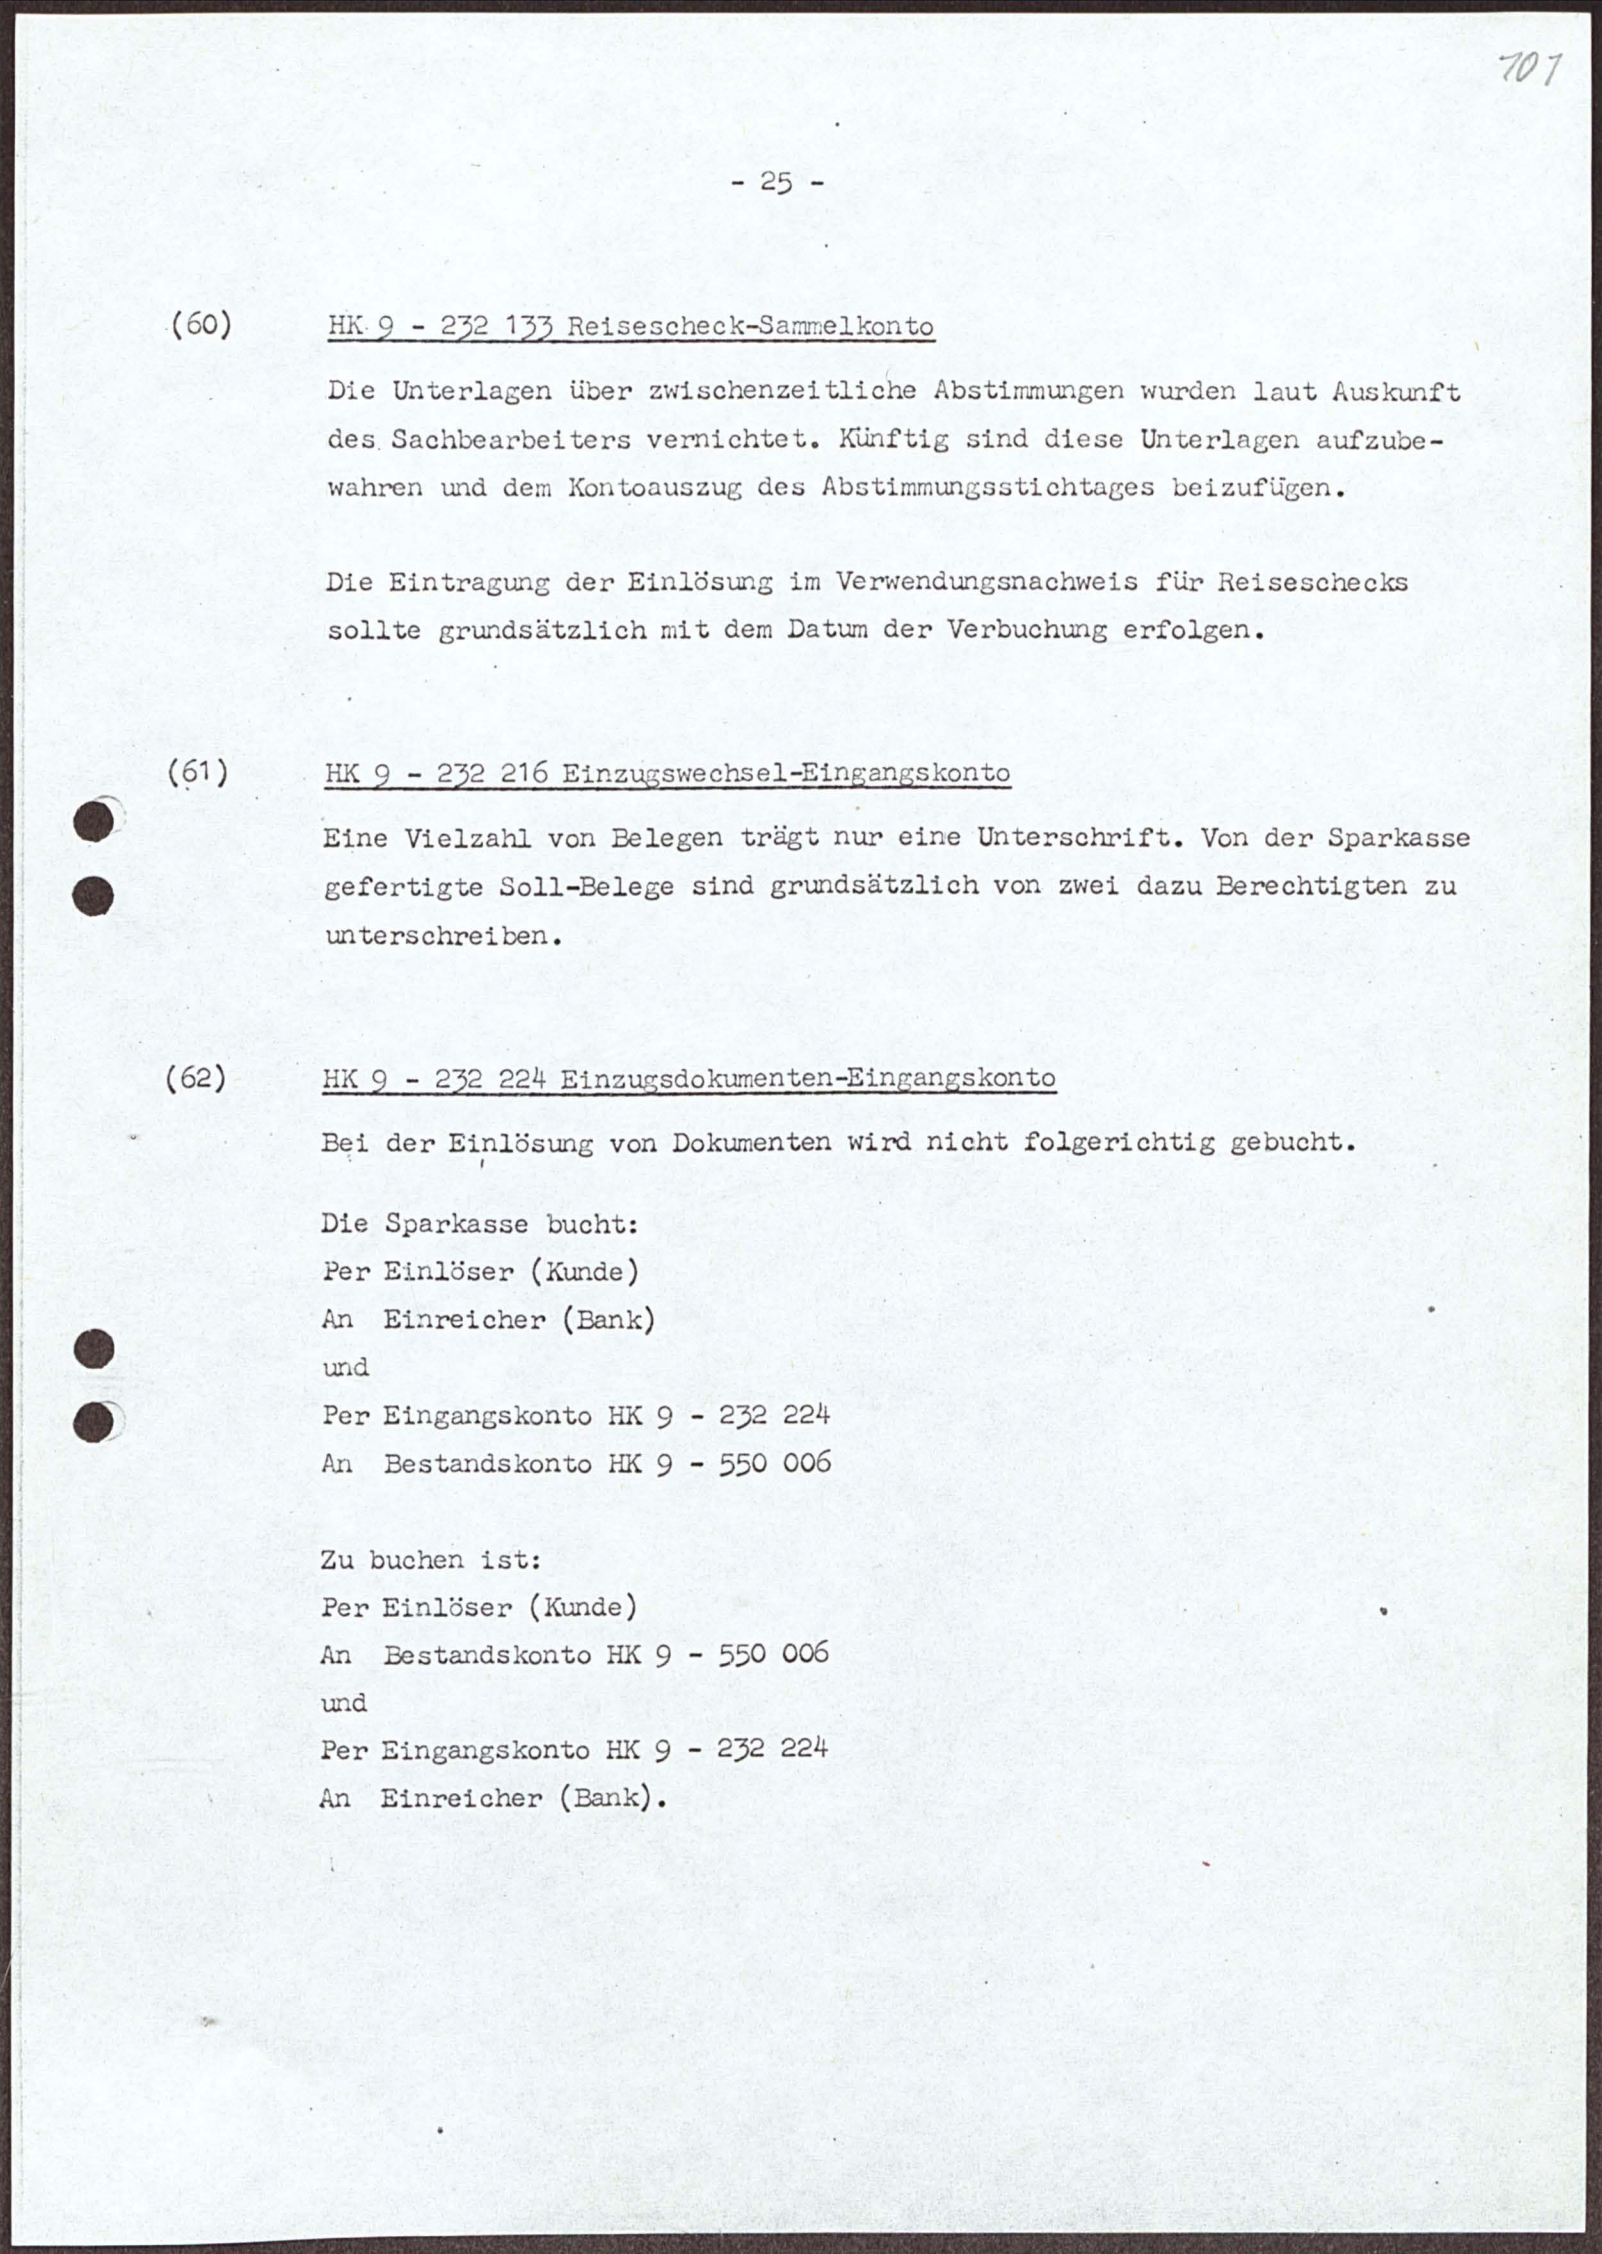 101
- 25 -
(60) HK 9 - 232 133 Reisescheck-Sammelkonto
Die Unterlagen über zwischenzeitliche Abstimmungen wurden laut Auskunft
des Sachbearbeiters vernichtet. Künftig sind diese Unterlagen aufzube-
wahren und dem Kontoauszug des Abstimmungsstichtages beizufügen.
Die Eintragung der Einlösung im Verwendungsnachweis für Reiseschecks
sollte grundsätzlich mit dem Datum der Verbuchung erfolgen.
(61) HK 9 - 232 216 Einzugswechsel-Eingangskonto
Eine Vielzahl von Belegen trägt nur eine Unterschrift. Von der Sparkasse
gefertigte Soll-Belege sind grundsätzlich von zwei dazu Berechtigten zu
unterschreiben.
(62) HK 9 - 232 224 Einzugsdokumenten-Eingangskonto
Bei der Einlösung von Dokumenten wird nicht folgerichtig gebucht.
Die Sparkasse bucht:
Per Einlöser (Kunde)
An Einreicher (Bank)
und
Per Eingangskonto HK 9 - 232 224
An Bestandskonto HK 9 - 550 006
Zu buchen ist:
Per Einlöser (Kunde)
An Bestandskonto HK 9 - 550 006
und
Per Eingangskonto HK 9 - 232 224
An Einreicher (Bank).